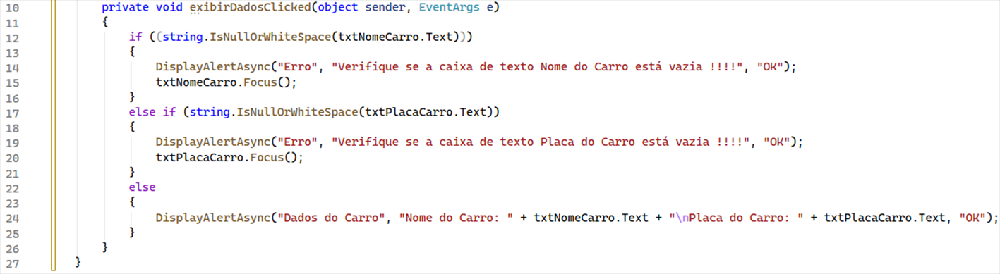 10 private void exibirDadosClicked(object sender, EventArgs e)
11 {
12 if ((string.IsNullOrWhiteSpace(txtNomeCarro.Text)))
13 {
14 DisplayAlertAsync("Erro", "Verifique se a caixa de texto Nome do Carro está vazia !!!!", "OK");
15 txtNomeCarro.Focus();
16 }
17 else if (string.IsNullOrWhiteSpace(txtPlacaCarro.Text))
18 {
19 DisplayAlertAsync("Erro", "Verifique se a caixa de texto Placa do Carro está vazia !!!!", "OK");
20 txtPlacaCarro.Focus();
21 }
22 else
23 {
24 DisplayAlertAsync("Dados do Carro", "Nome do Carro: " + txtNomeCarro.Text + "\nPlaca do Carro: " + txtPlacaCarro.Text, "OK");
25 }
26 }
27 }